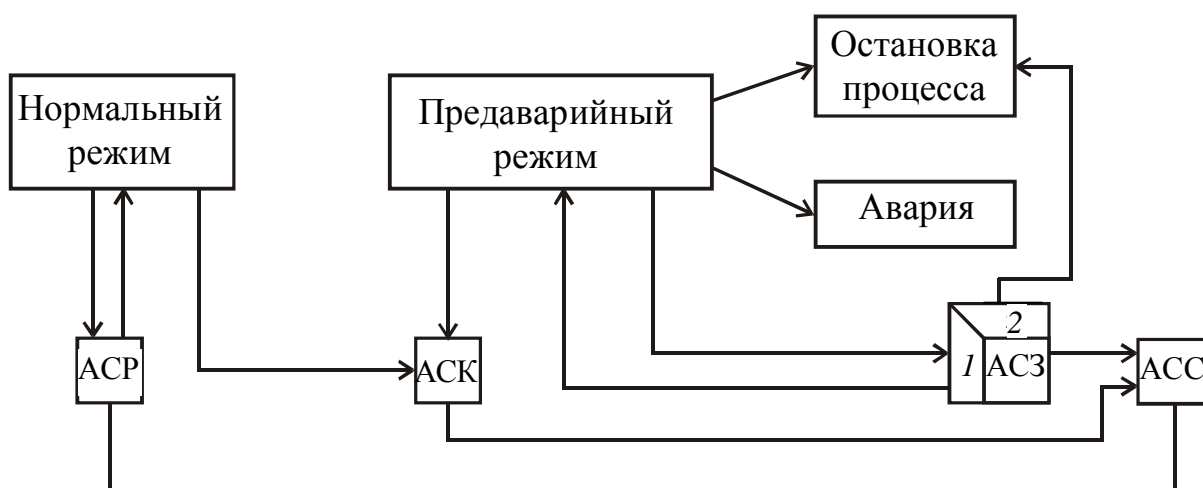 Остановка
процесса
Нормальный
режим
Предаварийный
режим
Авария
2
АСР
АСК
1
АСЗ
АСС